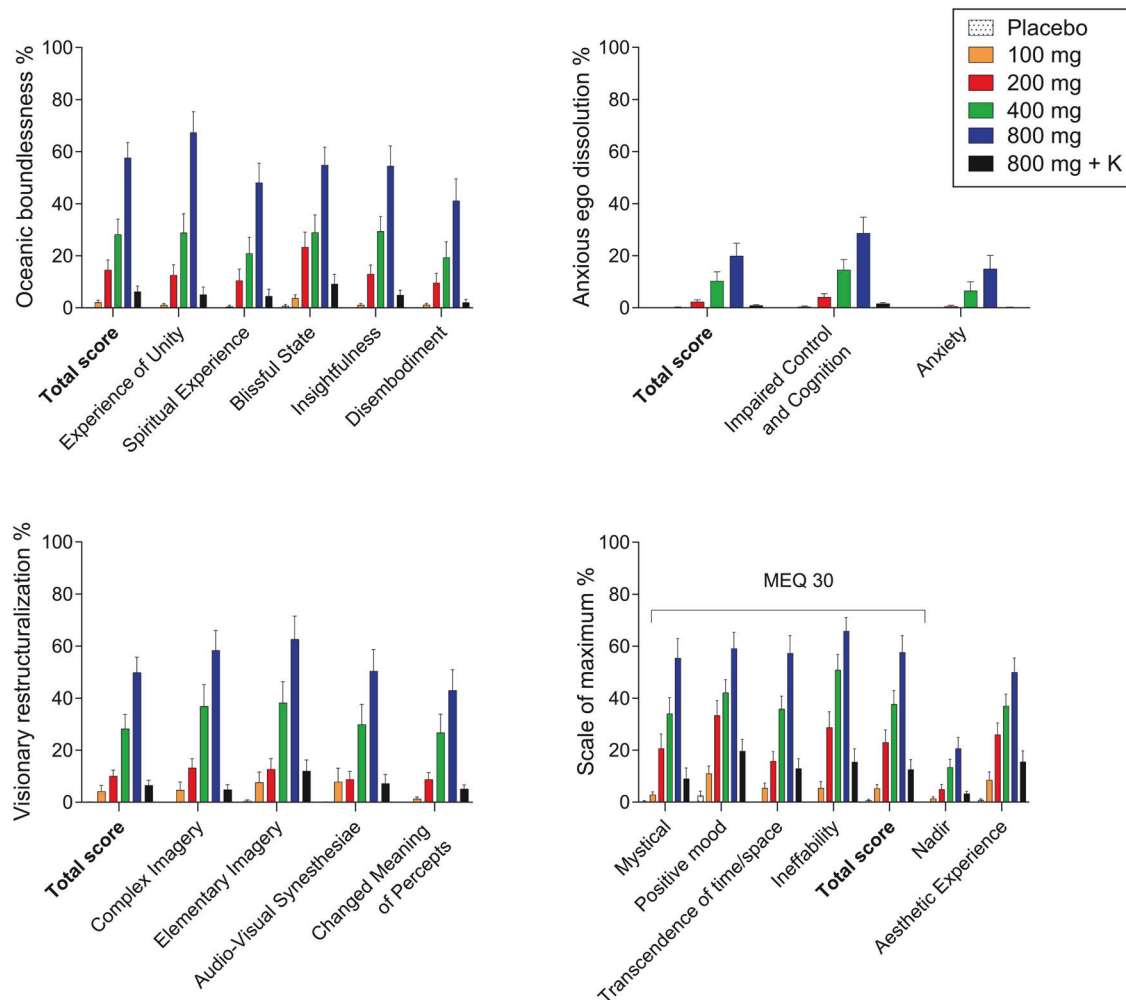 Placebo
100 mg
200 mg
400 mg
800 mg
800 mg + K
Oceanic boundlessness %
100
80
60
40
20
0
Total score
Experience of Unity
Spiritual Experience
Blissful State
Insightfulness
Disembodiment
Anxious ego dissolution %
100
80
60
40
20
0
Total score
Impaired Control
and Cognition
Anxiety
Visionary restructuralization %
100
80
60
40
20
0
Total score
Complex Imagery
Elementary Imagery
Audio-Visual Synesthesiae
Changed Meaning
of Percepts
Scale of maximum %
100
80
60
40
20
0
MEQ 30
Mystical
Positive mood
Transcendence of time/space
Ineffability
Total score
Nadir
Aesthetic Experience